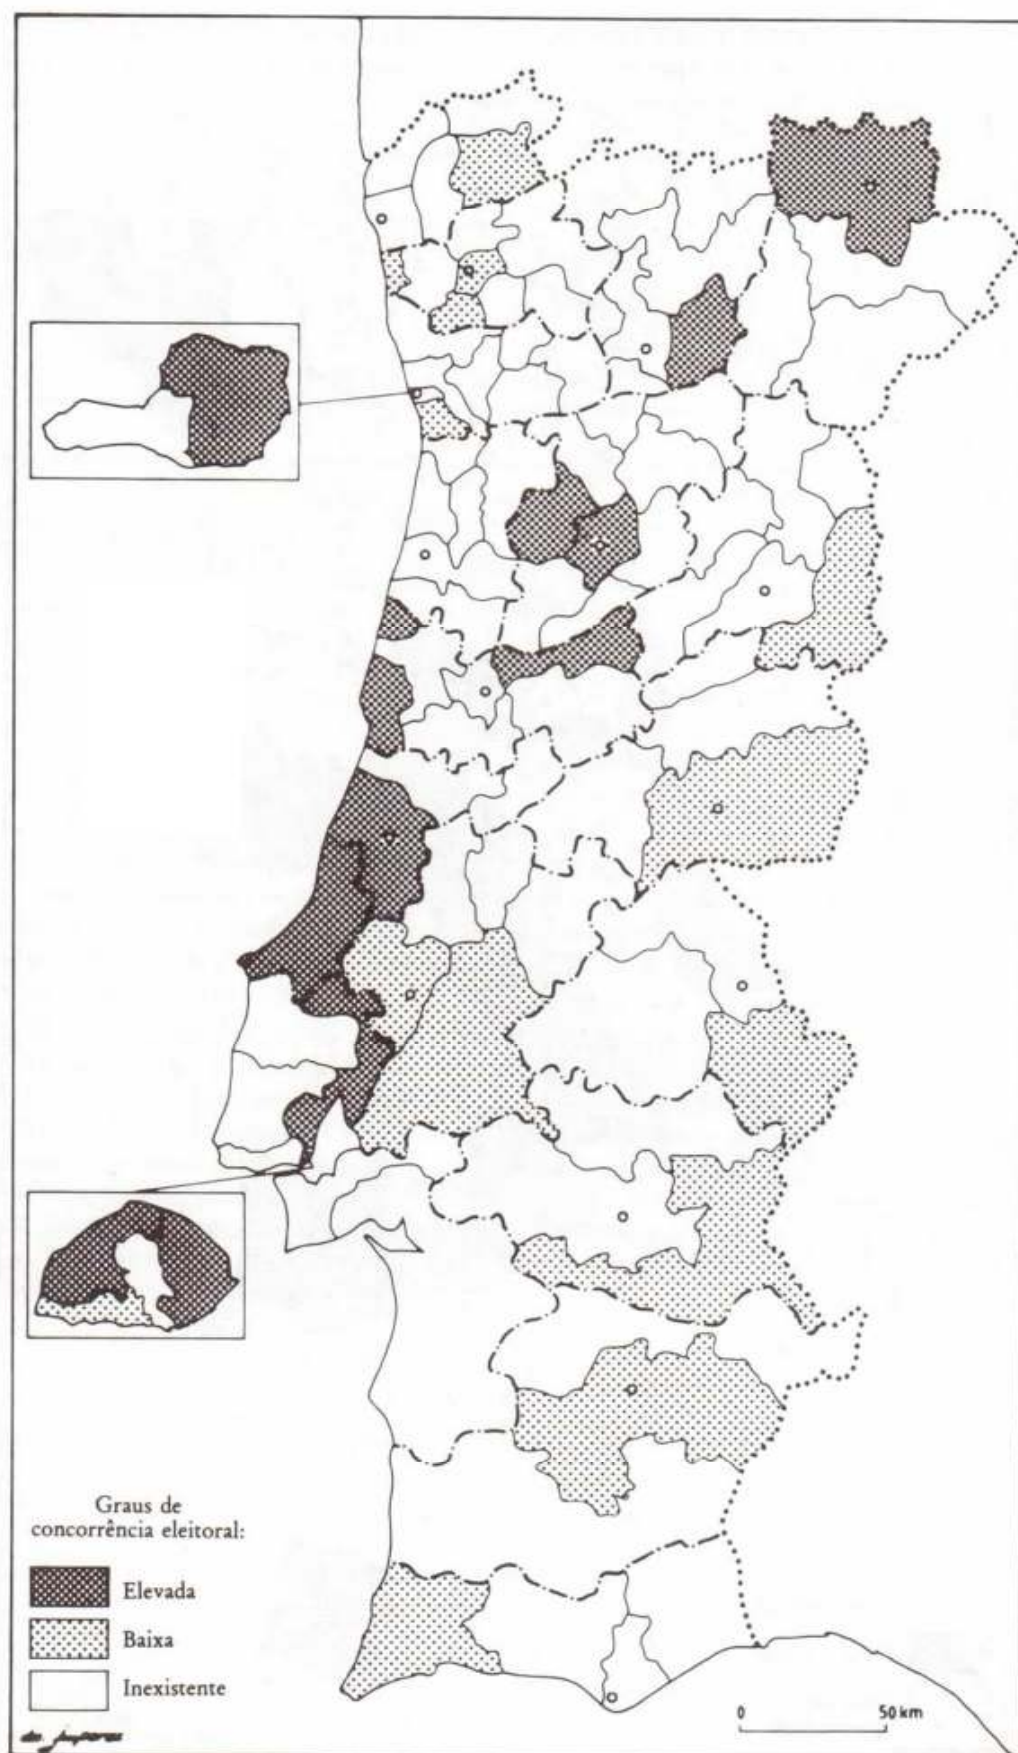 Graus de
concorrência eleitoral:
Elevada
Baixa
Inexistente
0 50 km